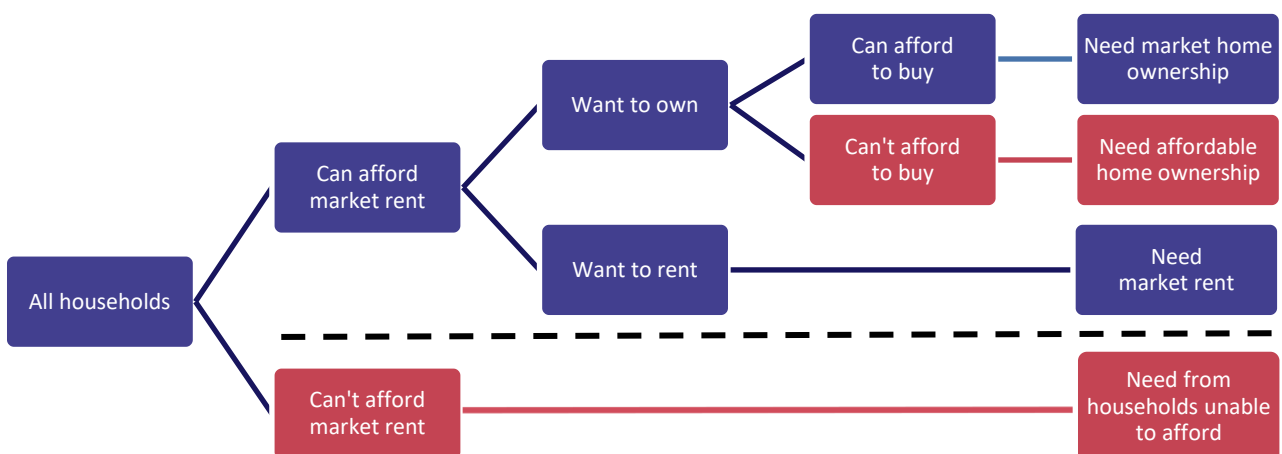 Can afford
to buy
Need market home
ownership
Want to own
Can't afford
to buy
Need affordable
home ownership
Can afford
market rent
Want to rent
Need
market rent
All households
Can't afford
market rent
Need from
households unable
to afford